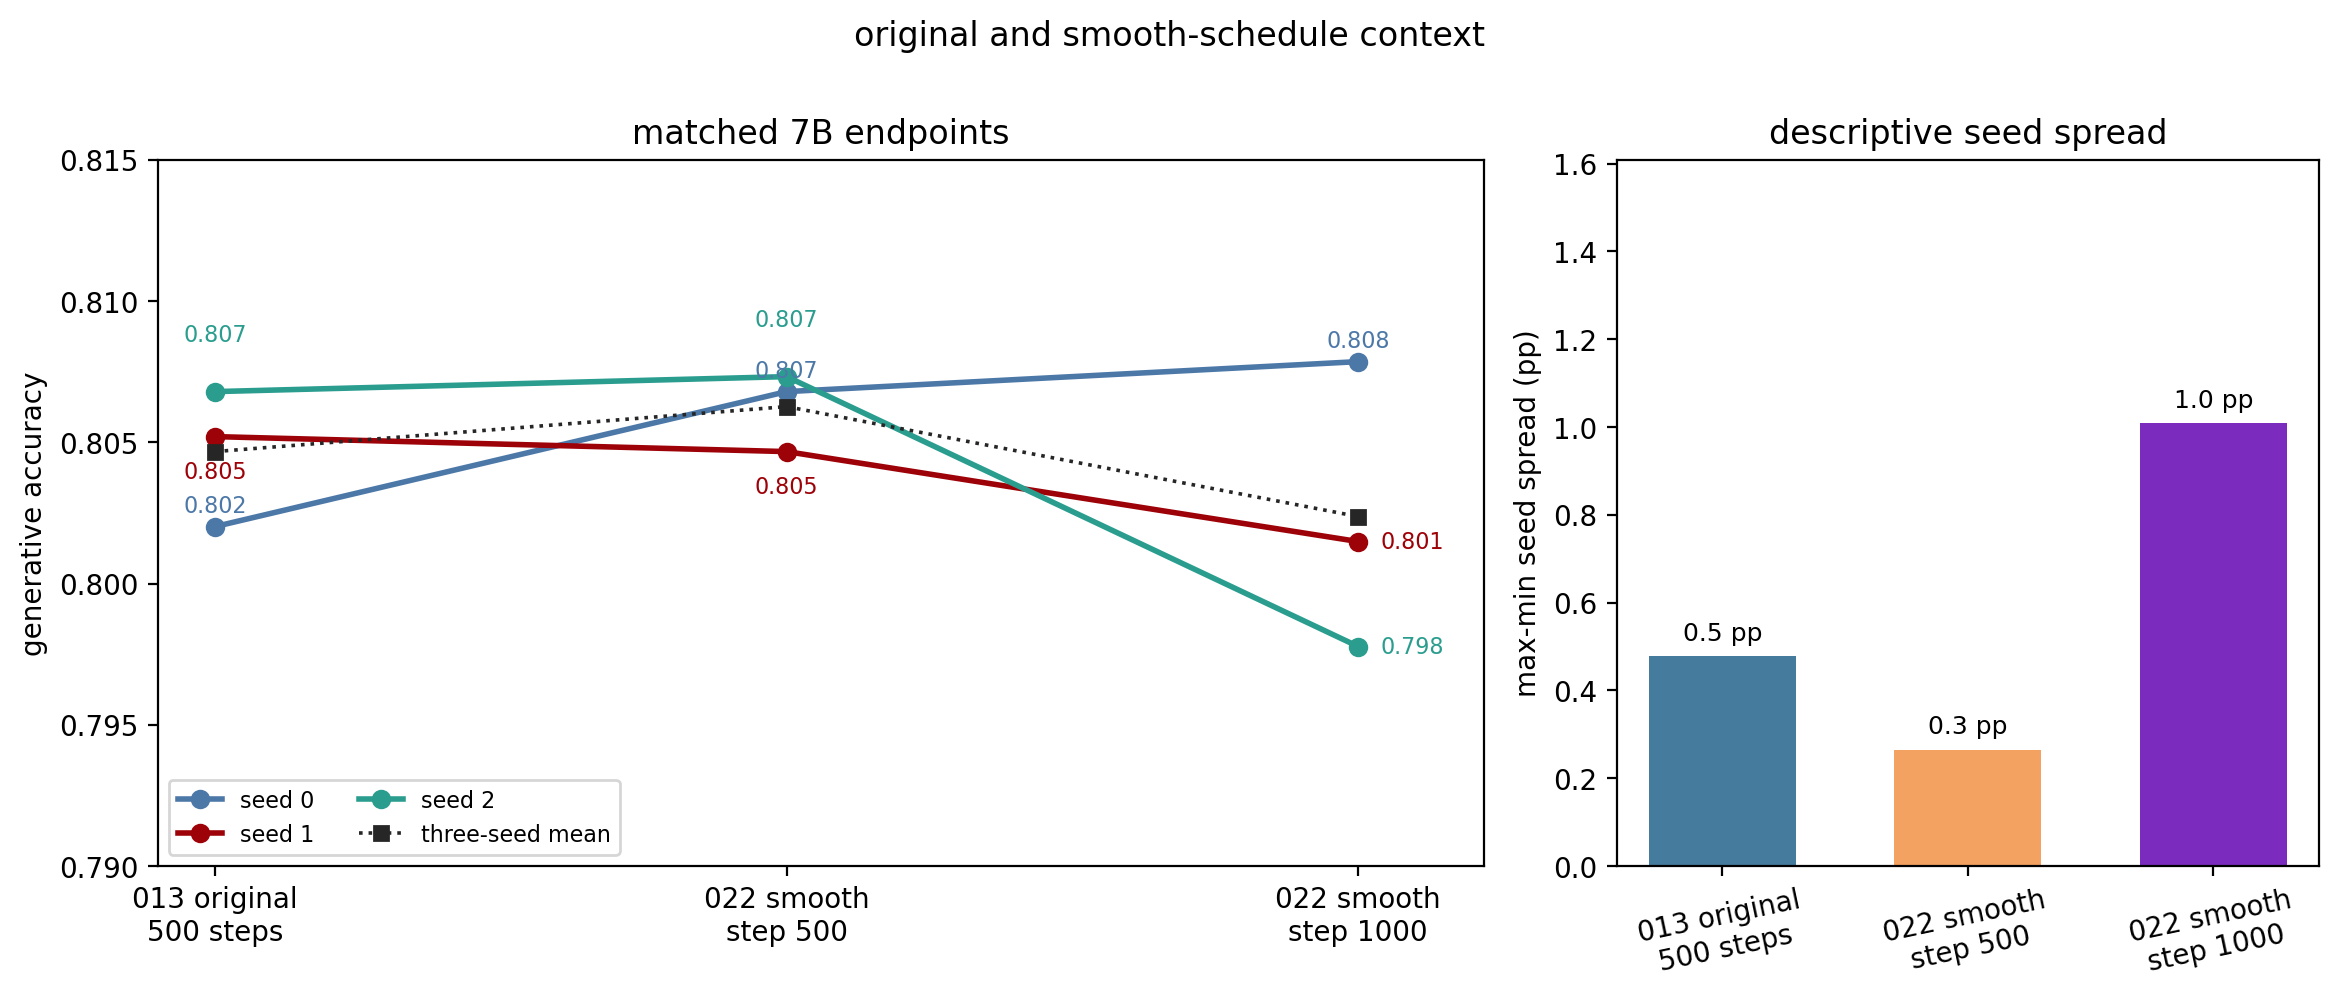 original and smooth-schedule context
matched 7B endpoints
generative accuracy
0.815
0.810
0.805
0.800
0.795
0.790
0.807
0.805
0.802
0.807
0.807
0.805
0.808
0.801
0.798
seed 0
seed 1
seed 2
three-seed mean
013 original
500 steps
022 smooth
step 500
022 smooth
step 1000
descriptive seed spread
max-min seed spread (pp)
1.6
1.4
1.2
1.0
0.8
0.6
0.4
0.2
0.0
0.5 pp
0.3 pp
1.0 pp
013 original
500 steps
022 smooth
step 500
022 smooth
step 1000